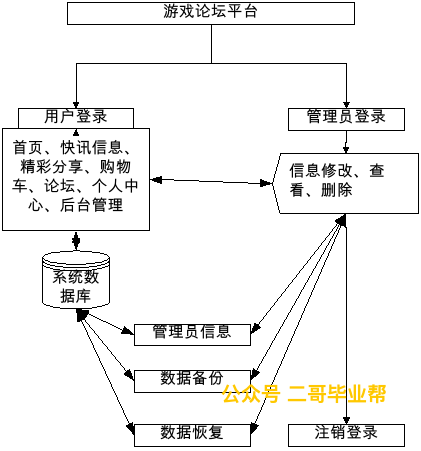 游戏论坛平台
用户登录
管理员登录
首页、快讯信息、
精彩分享、购物
车、论坛、个人中
心、后台管理
信息修改、查
看、删除
系统数
据库
管理员信息
数据备份
公众号 二哥毕业帮
数据恢复
注销登录